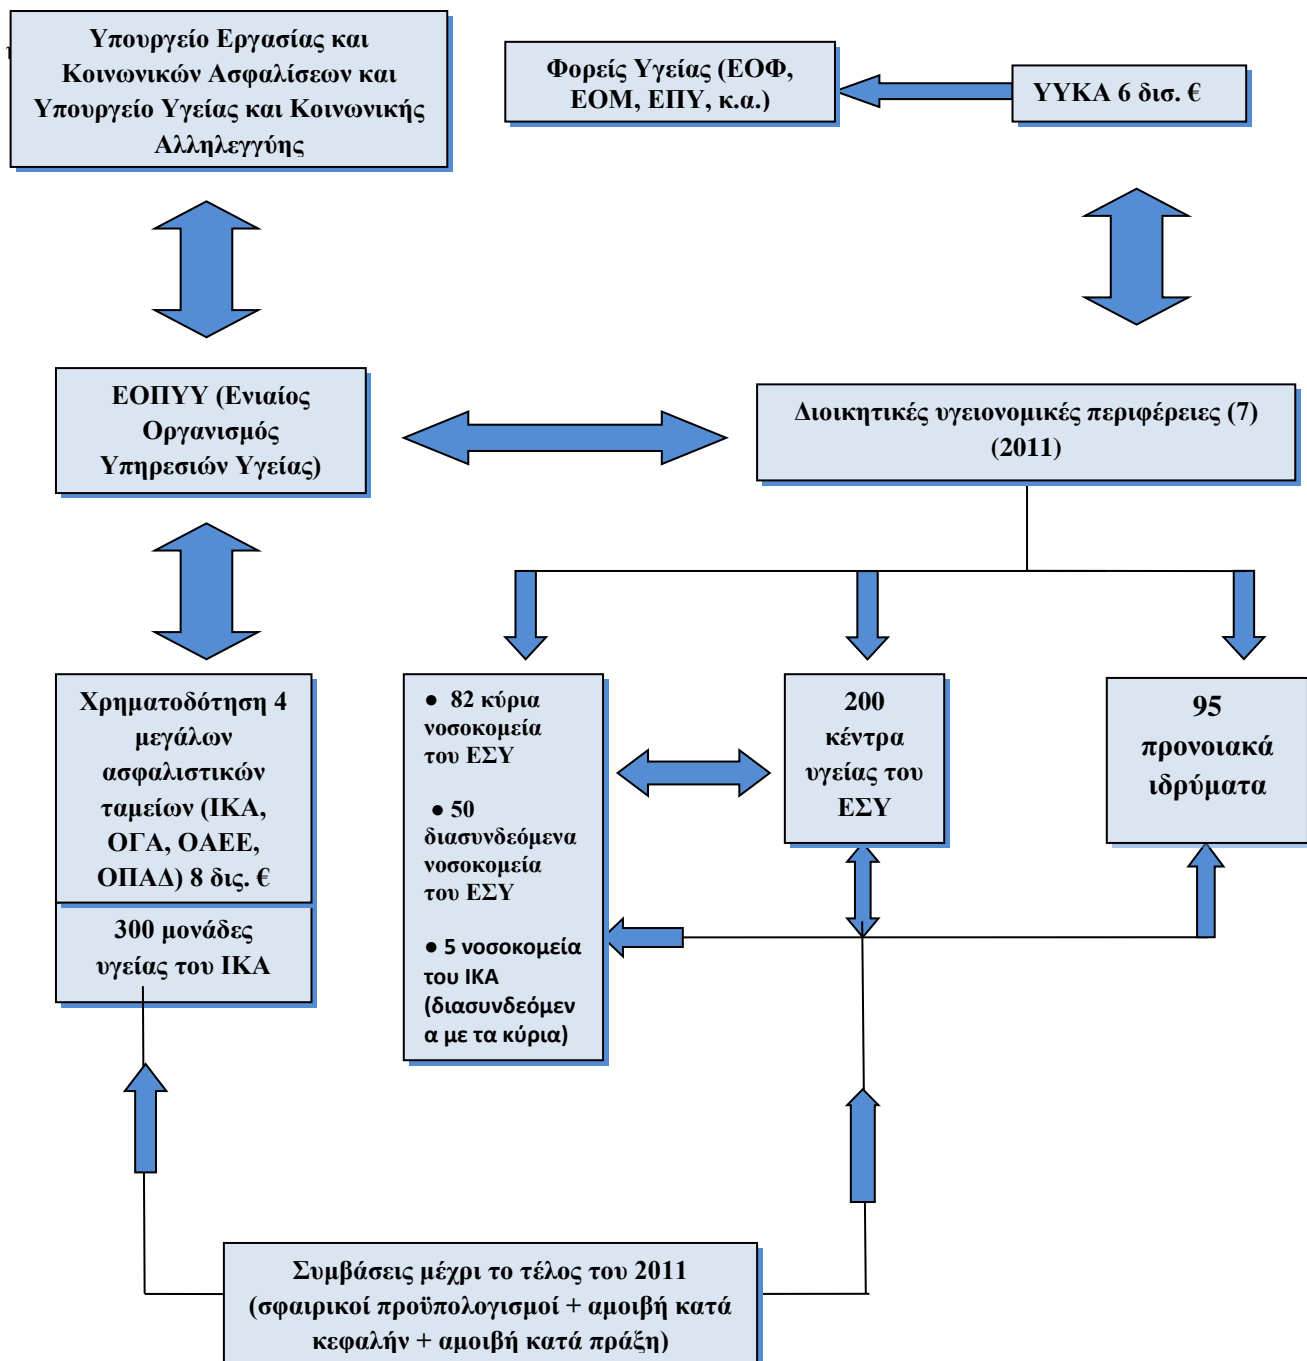 Υπουργείο Εργασίας και
Κοινωνικών Ασφαλίσεων και
Υπουργείο Υγείας και Κοινωνικής
Αλληλεγγύης
Φορείς Υγείας (ΕΟΦ,
ΕΟΜ, ΕΠΥ, κ.α.)
ΥΥΚΑ 6 δισ. €
ΕΟΠΥΥ (Ενιαίος
Οργανισμός
Υπηρεσιών Υγείας)
Διοικητικές υγειονομικές περιφέρειες (7)
(2011)
Χρηματοδότηση 4
μεγάλων
ασφαλιστικών
ταμείων (ΙΚΑ,
ΟΓΑ, ΟΑΕΕ,
ΟΠΑΔ) 8 δις. €
300 μονάδες
υγείας του ΙΚΑ
● 82 κύρια
νοσοκομεία
του ΕΣΥ
● 50
διασυνδεόμενα
νοσοκομεία
του ΕΣΥ
● 5 νοσοκομεία
του ΙΚΑ
(διασυνδεόμεν
α με τα κύρια)
200
κέντρα
υγείας του
ΕΣΥ
95
προνοιακά
ιδρύματα
Συμβάσεις μέχρι το τέλος του 2011
(σφαιρικοί προϋπολογισμοί + αμοιβή κατά
κεφαλήν + αμοιβή κατά πράξη)